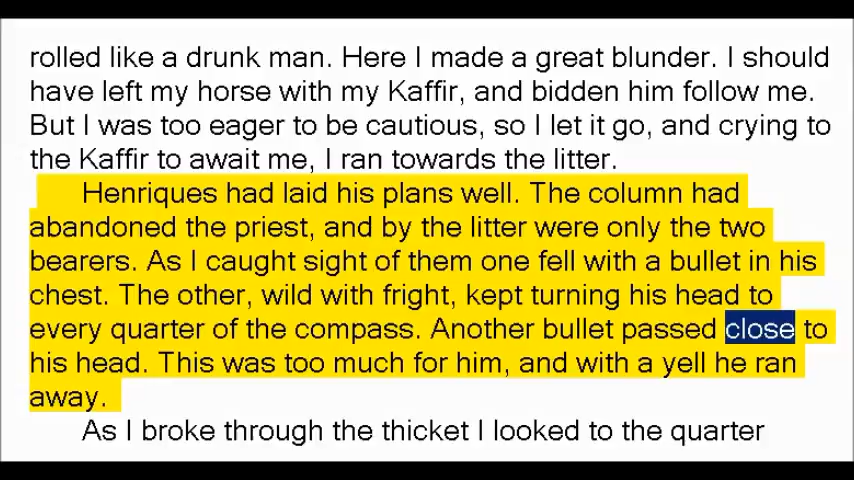 rolled like a drunk man. Here I made a great blunder. I should
have left my horse with my Kaffir, and bidden him follow me.
But I was too eager to be cautious, so I let it go, and crying to
the Kaffir to await me, I ran towards the litter.
Henriques had laid his plans well. The column had
abandoned the priest, and by the litter were only the two
bearers. As I caught sight of them one fell with a bullet in his
chest. The other, wild with fright, kept turning his head to
every quarter of the compass. Another bullet passed close to
his head. This was too much for him, and with a yell he ran
away.
As I broke through the thicket I looked to the quarter